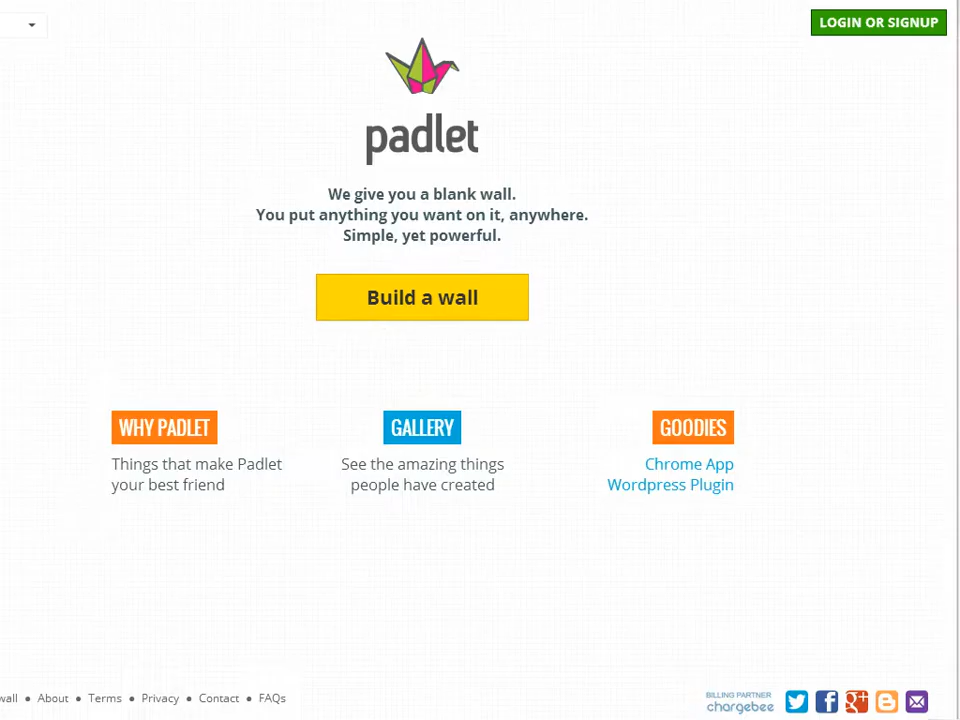 LOGIN OR SIGNUP
padlet
We give you a blank wall.
You put anything you want on it, anywhere.
Simple, yet powerful.
Build a wall
WHY PADLET
Things that make Padlet
your best friend
GALLERY
See the amazing things
people have created
GOODIES
Chrome App
Wordpress Plugin
wall • About • Terms • Privacy • Contact • FAQs
BILLING PARTNER
chargebee